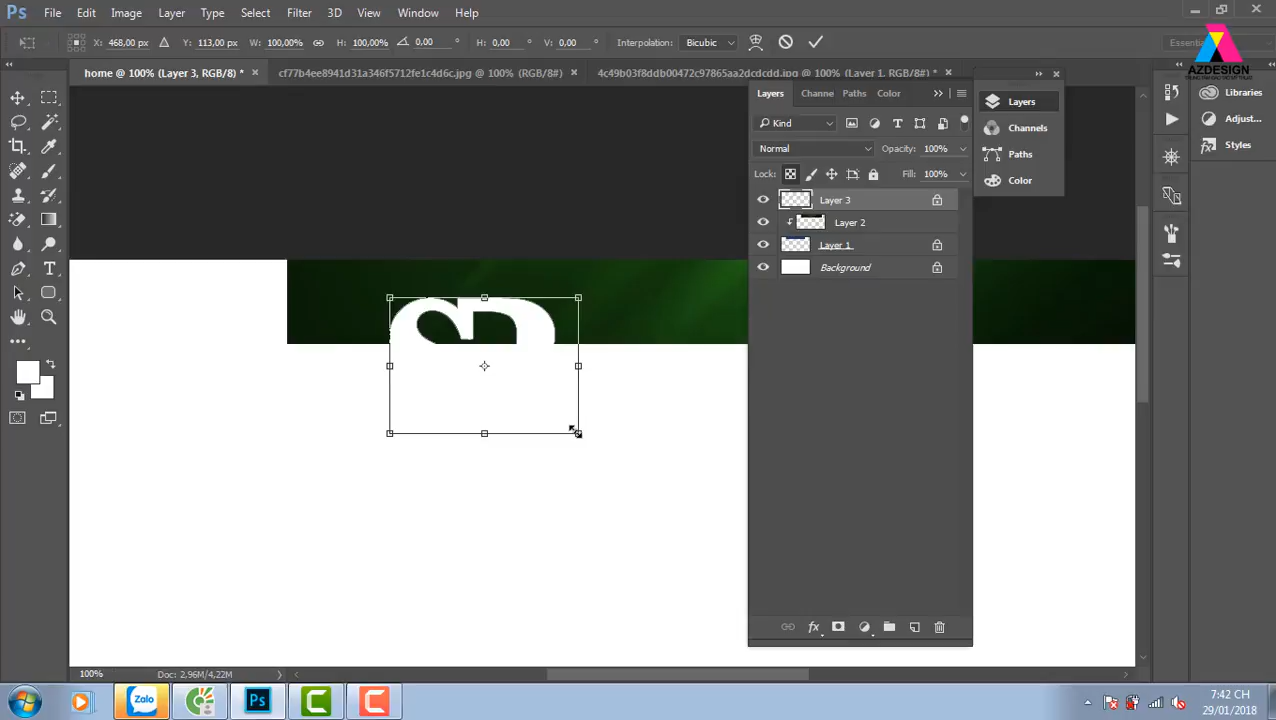 Ps File Edit Image Layer Type Select Filter 3D View Window Help
X: 468,00 px Y: 113,00 px W: 100,00% H: 100,00% 0,00 ° H: 0,00 ° V: 0,00 ° Interpolation: Bicubic
home @ 100% (Layer 3, RGB/8) * × cf77b4ee8941d31a346f5712fe1c4d6c.jpg @ 100% (RGB/8#) × 4c49b03f8ddb00472c97865aa2dcdcdd.jpg @ 100% (Layer 1, RGB/8#) * ×
AZDESIGN
Layers Channe Paths Color
Kind
Normal Opacity: 100%
Lock: Fill: 100%
Layer 3
Layer 2
Layer 1
Background
Layers
Channels
Paths
Color
Libraries
Adjust...
Styles
fx
100% Doc: 2,96M/4,22M
Zalo Ps
7:42 CH
29/01/2018